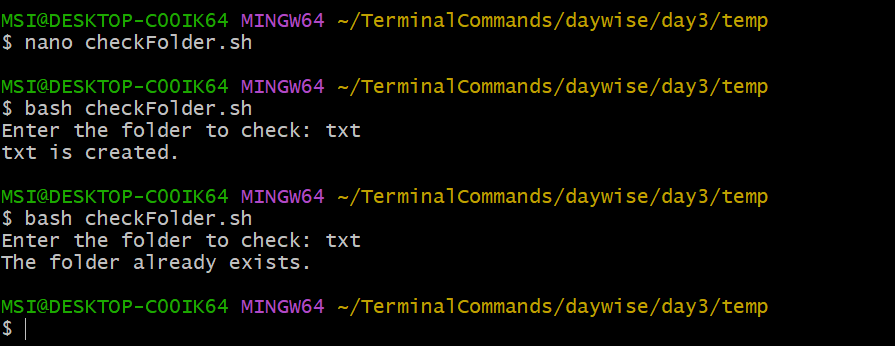 MSI@DESKTOP-C0OIK64 MINGW64 ~/TerminalCommands/daywise/day3/temp
$ nano checkFolder.sh
MSI@DESKTOP-C0OIK64 MINGW64 ~/TerminalCommands/daywise/day3/temp
$ bash checkFolder.sh
Enter the folder to check: txt
txt is created.
MSI@DESKTOP-C0OIK64 MINGW64 ~/TerminalCommands/daywise/day3/temp
$ bash checkFolder.sh
Enter the folder to check: txt
The folder already exists.
MSI@DESKTOP-C0OIK64 MINGW64 ~/TerminalCommands/daywise/day3/temp
$